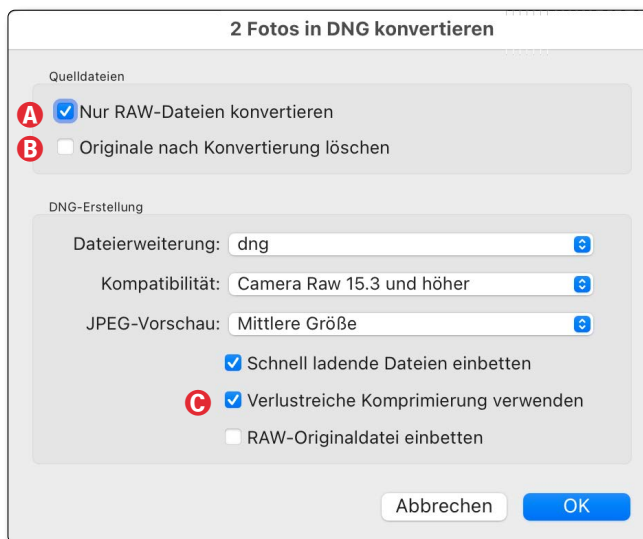 2 Fotos in DNG konvertieren
Quelldateien
A Nur RAW-Dateien konvertieren
B Originale nach Konvertierung löschen
DNG-Erstellung
Dateierweiterung: dng
Kompatibilität: Camera Raw 15.3 und höher
JPEG-Vorschau: Mittlere Größe
Schnell ladende Dateien einbetten
C Verlustreiche Komprimierung verwenden
RAW-Originaldatei einbetten
Abbrechen OK